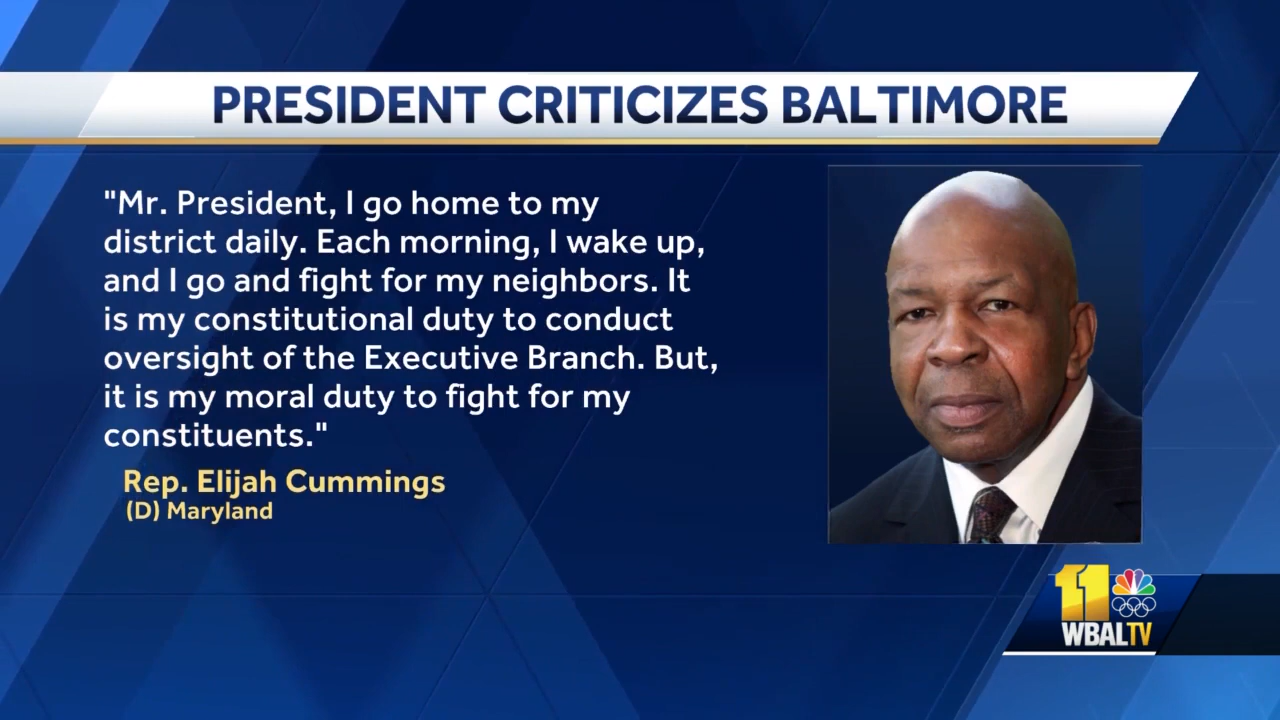 PRESIDENT CRITICIZES BALTIMORE
"Mr. President, I go home to my
district daily. Each morning, I wake up,
and I go and fight for my neighbors. It
is my constitutional duty to conduct
oversight of the Executive Branch. But,
it is my moral duty to fight for my
constituents."
Rep. Elijah Cummings
(D) Maryland
11
WBALTV